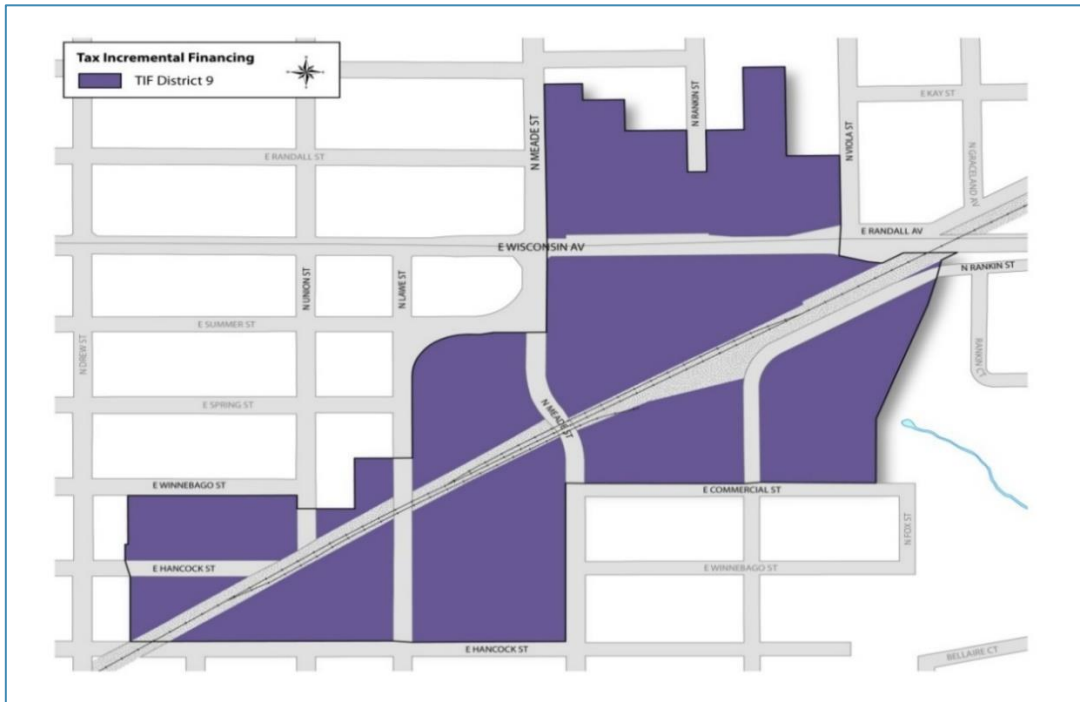 Tax Incremental Financing
TIF District 9
N MEADE ST
N RANKIN ST
N VIOLA ST
E KAY ST
N GRACELAND AV
E RANDALL ST
E WISCONSIN AV
E RANDALL AV
N RANKIN ST
N UNION ST
N LAWE ST
E SUMMER ST
N DREW ST
RANKIN CT
E SPRING ST
N MEADE ST
E WINNEBAGO ST
E COMMERCIAL ST
N FOX ST
E HANCOCK ST
E WINNEBAGO ST
E HANCOCK ST
BELLAIRE CT